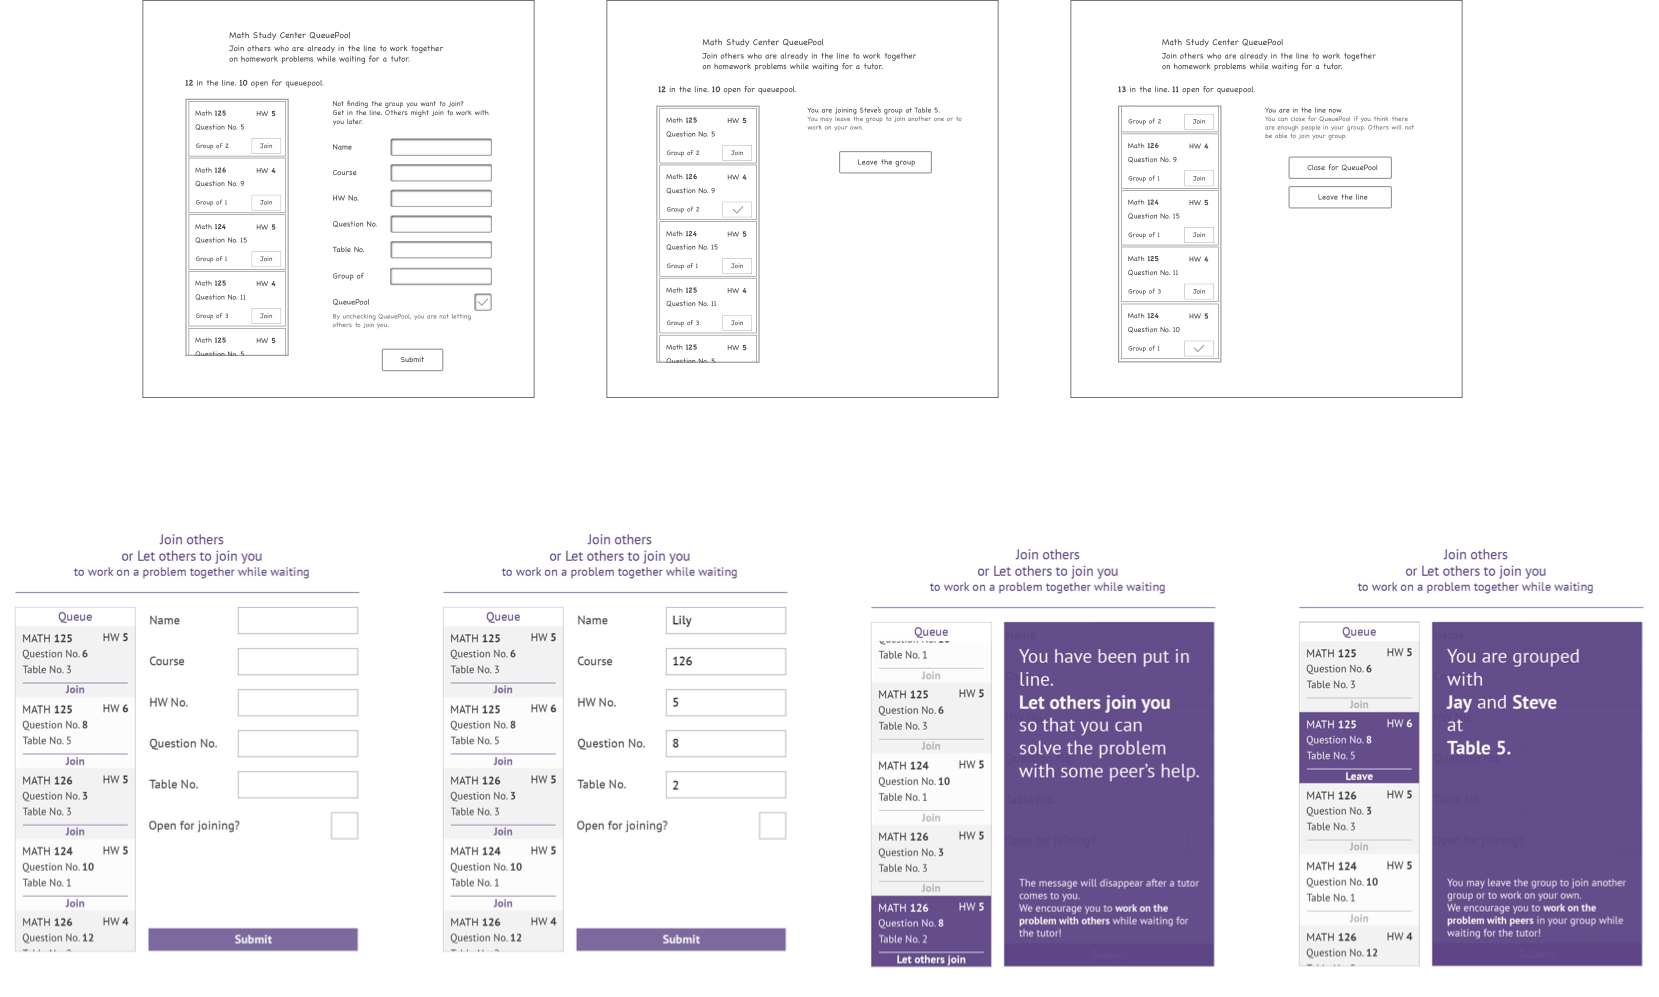 Math Study Center QueuePool
Join others who are already in the line to work together
on homework problems while waiting for a tutor.
12 in the line. 10 open for queuepool.
Math 125 HW 5
Question No. 5
Group of 2 Join
Math 126 HW 4
Question No. 9
Group of 1 Join
Math 124 HW 5
Question No. 15
Group of 1 Join
Math 125 HW 4
Question No. 11
Group of 3 Join
Math 125 HW 5
Question No. 5
Not finding the group you want to join?
Get in the line. Others might join to work with
you later.
Name
Course
HW No.
Question No.
Table No.
Group of
QueuePool
By unchecking QueuePool, you are not letting
others to join you.
Submit
Math Study Center QueuePool
Join others who are already in the line to work together
on homework problems while waiting for a tutor.
12 in the line. 10 open for queuepool.
Math 125 HW 5
Question No. 5
Group of 2 Join
Math 126 HW 4
Question No. 9
Group of 2
Math 124 HW 5
Question No. 15
Group of 1 Join
Math 125 HW 4
Question No. 11
Group of 3 Join
Math 125 HW 5
Question No. 5
You are joining Steve's group at Table 5.
You may leave the group to join another one or to
work on your own.
Leave the group
Math Study Center QueuePool
Join others who are already in the line to work together
on homework problems while waiting for a tutor.
13 in the line. 11 open for queuepool.
Group of 2 Join
Math 126 HW 4
Question No. 9
Group of 1 Join
Math 124 HW 5
Question No. 15
Group of 1 Join
Math 125 HW 4
Question No. 11
Group of 3 Join
Math 124 HW 5
Question No. 10
Group of 1
You are in the line now.
You can close for QueuePool if you think there
are enough people in your group. Others will not
be able to join your group.
Close for QueuePool
Leave the line
Join others
or Let others to join you
to work on a problem together while waiting
Queue
MATH 125 HW 5
Question No. 6
Table No. 3
Join
MATH 125 HW 6
Question No. 8
Table No. 5
Join
MATH 126 HW 5
Question No. 3
Table No. 3
Join
MATH 124 HW 5
Question No. 10
Table No. 1
Join
MATH 126 HW 4
Question No. 12
Name
Course
HW No.
Question No.
Table No.
Open for joining?
Submit
Join others
or Let others to join you
to work on a problem together while waiting
Queue
MATH 125 HW 5
Question No. 6
Table No. 3
Join
MATH 125 HW 6
Question No. 8
Table No. 5
Join
MATH 126 HW 5
Question No. 3
Table No. 3
Join
MATH 124 HW 5
Question No. 10
Table No. 1
Join
MATH 126 HW 4
Question No. 12
Name Lily
Course 126
HW No. 5
Question No. 8
Table No. 2
Open for joining?
Submit
Join others
or Let others to join you
to work on a problem together while waiting
Queue
Table No. 1
Join
MATH 125 HW 5
Question No. 6
Table No. 3
Join
MATH 124 HW 5
Question No. 10
Table No. 1
Join
MATH 126 HW 5
Question No. 3
Table No. 3
Join
MATH 126 HW 5
Question No. 8
Table No. 2
Let others join
You have been put in
line.
Let others join you
so that you can
solve the problem
with some peer's help.
The message will disappear after a tutor
comes to you.
We encourage you to work on the
problem with others while waiting for
the tutor!
Join others
or Let others to join you
to work on a problem together while waiting
Queue
MATH 125 HW 5
Question No. 6
Table No. 3
Join
MATH 125 HW 6
Question No. 8
Table No. 5
Leave
MATH 126 HW 5
Question No. 3
Table No. 3
Join
MATH 124 HW 5
Question No. 10
Table No. 1
Join
MATH 126 HW 4
Question No. 12
You are grouped
with
Jay and Steve
at
Table 5.
You may leave the group to join another
group or to work on your own.
We encourage you to work on the
problem with peers in your group while
waiting for the tutor!